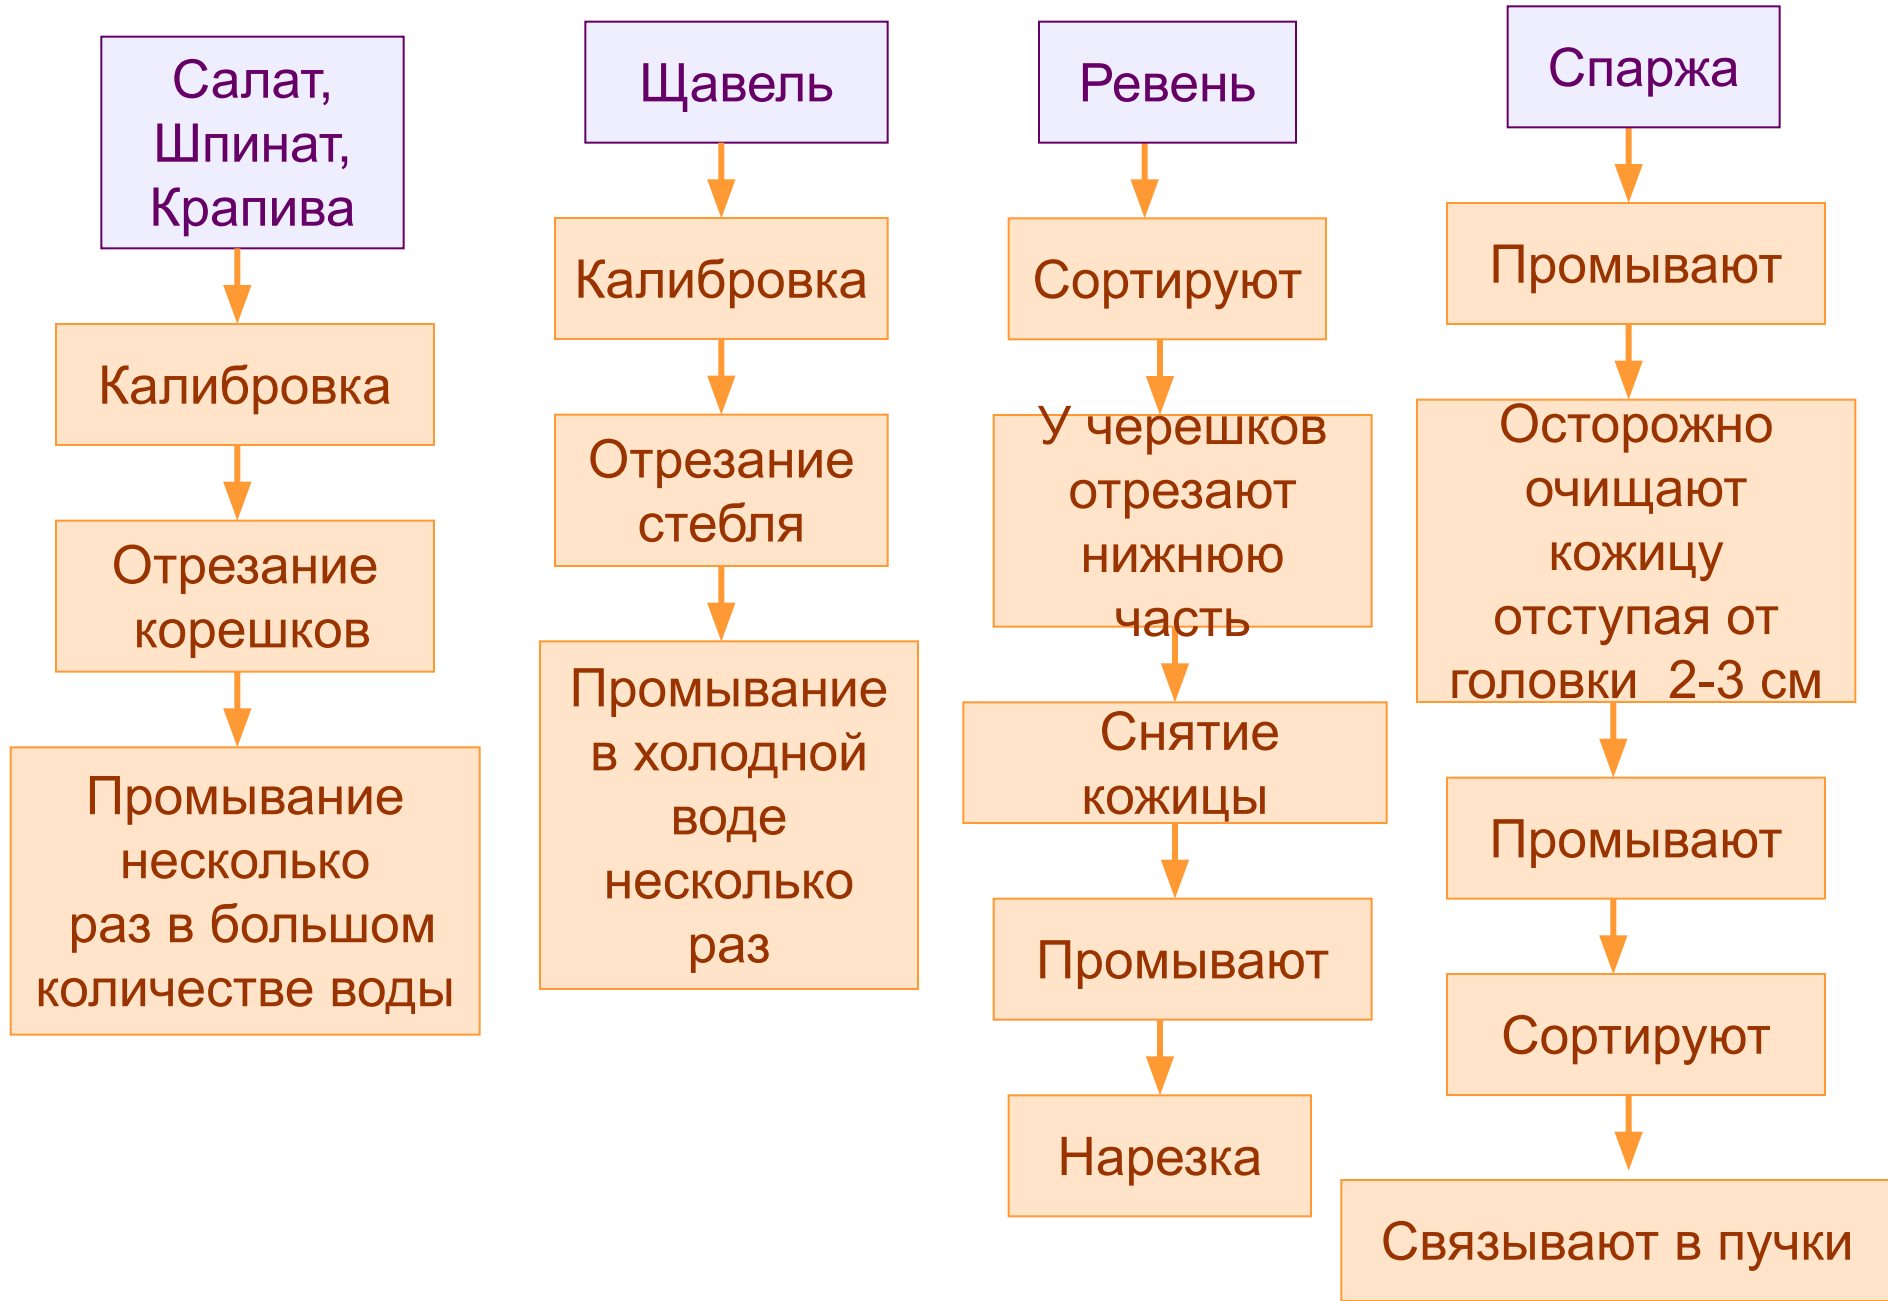 Салат,
Шпинат,
Крапива
Калибровка
Отрезание
корешков
Промывание
несколько
раз в большом
количестве воды
Щавель
Калибровка
Отрезание
стебля
Промывание
в холодной
воде
несколько
раз
Ревень
Сортируют
У черешков
отрезают
нижнюю
часть
Снятие
кожицы
Промывают
Нарезка
Спаржа
Промывают
Осторожно
очищают
кожицу
отступая от
головки  2-3 см
Промывают
Сортируют
Связывают в пучки